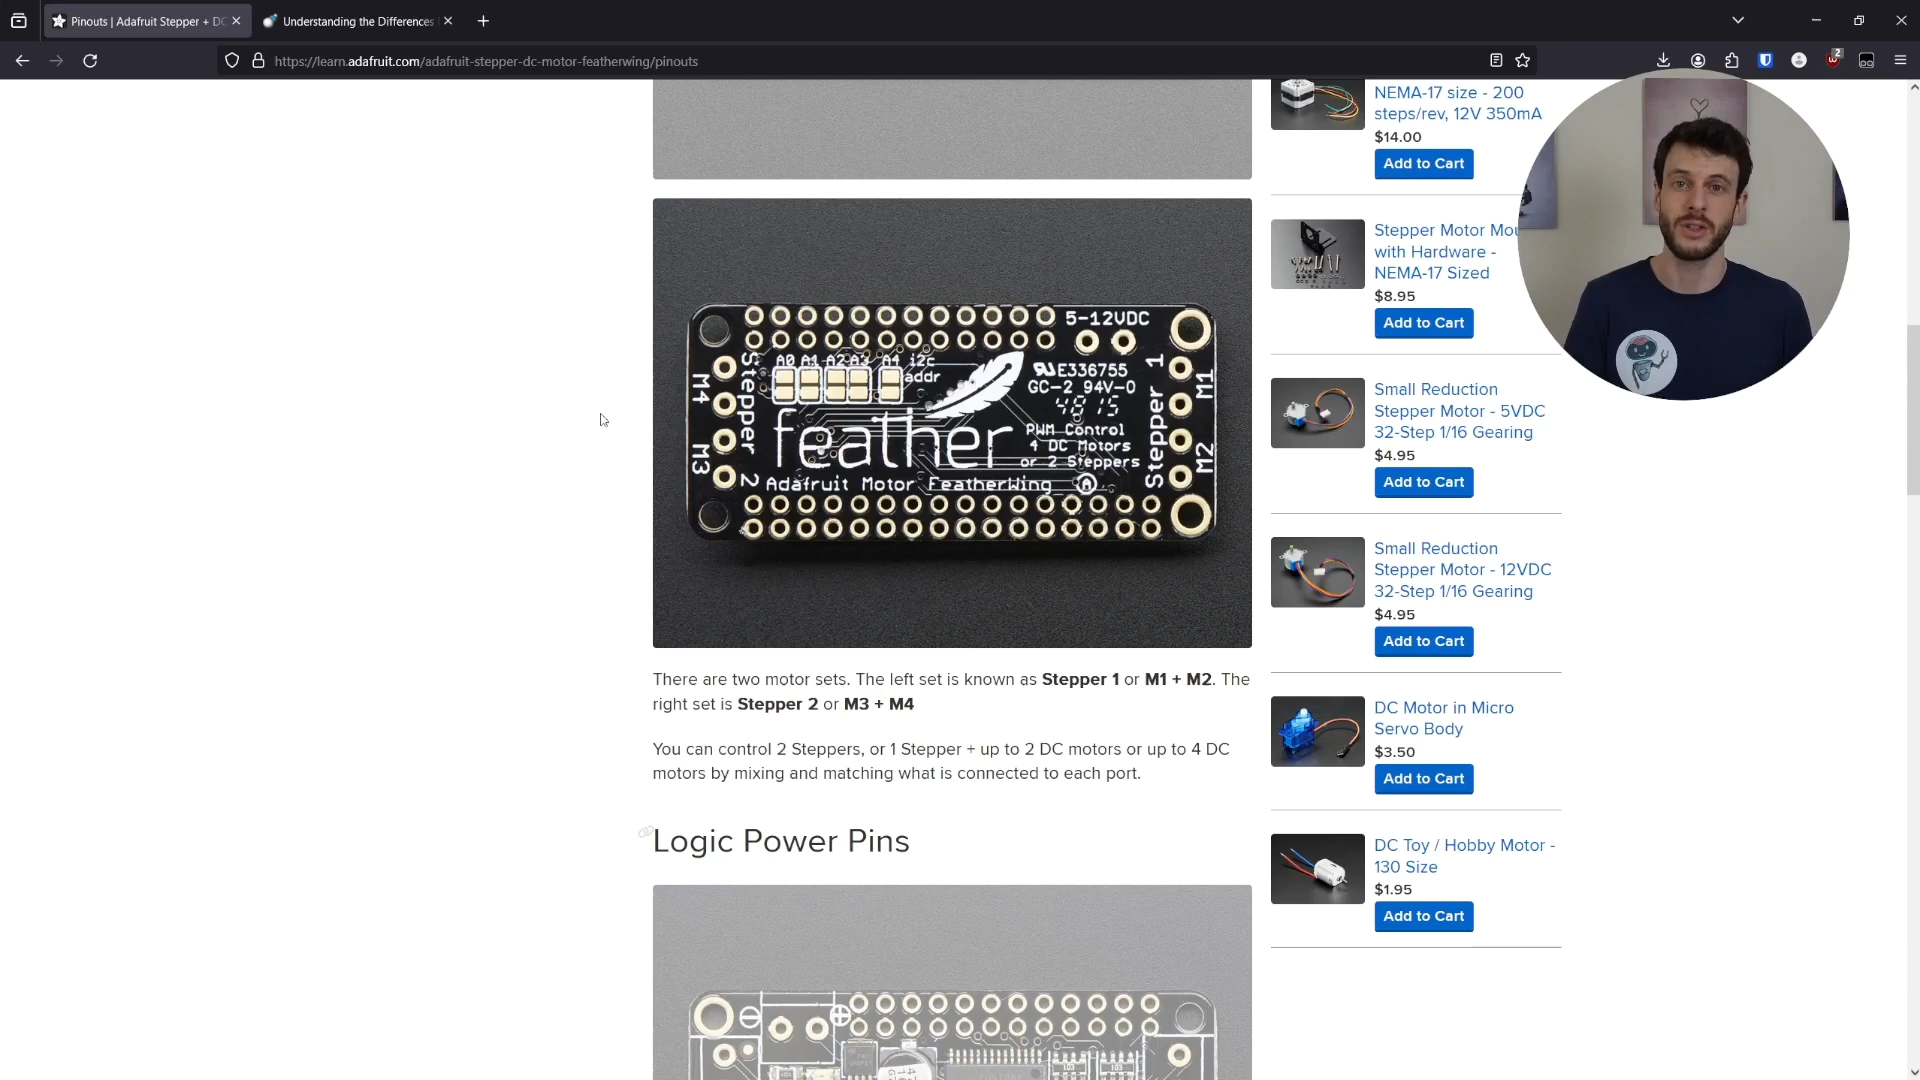 Pinouts | Adafruit Stepper + DC
Understanding the Differences
https://learn.adafruit.com/adafruit-stepper-dc-motor-featherwing/pinouts
2
NEMA-17 size - 200
steps/rev, 12V 350mA
$14.00
Add to Cart
Stepper Motor Mou
with Hardware -
NEMA-17 Sized
$8.95
Add to Cart
Small Reduction
Stepper Motor - 5VDC
32-Step 1/16 Gearing
$4.95
Add to Cart
Small Reduction
Stepper Motor - 12VDC
32-Step 1/16 Gearing
$4.95
Add to Cart
DC Motor in Micro
Servo Body
$3.50
Add to Cart
DC Toy / Hobby Motor -
130 Size
$1.95
Add to Cart
5-12VDC
A0 A1 A2 A3 A4 i2c
addr
E336755
GC-2 94V-0
4815
feather
PWM Control
4 DC Motors
or 2 Steppers
Adafruit Motor FeatherWing
M4
M3
Stepper 2
Stepper 1
M1
M2
There are two motor sets. The left set is known as Stepper 1 or M1 + M2. The
right set is Stepper 2 or M3 + M4
You can control 2 Steppers, or 1 Stepper + up to 2 DC motors or up to 4 DC
motors by mixing and matching what is connected to each port.
Logic Power Pins
103
103